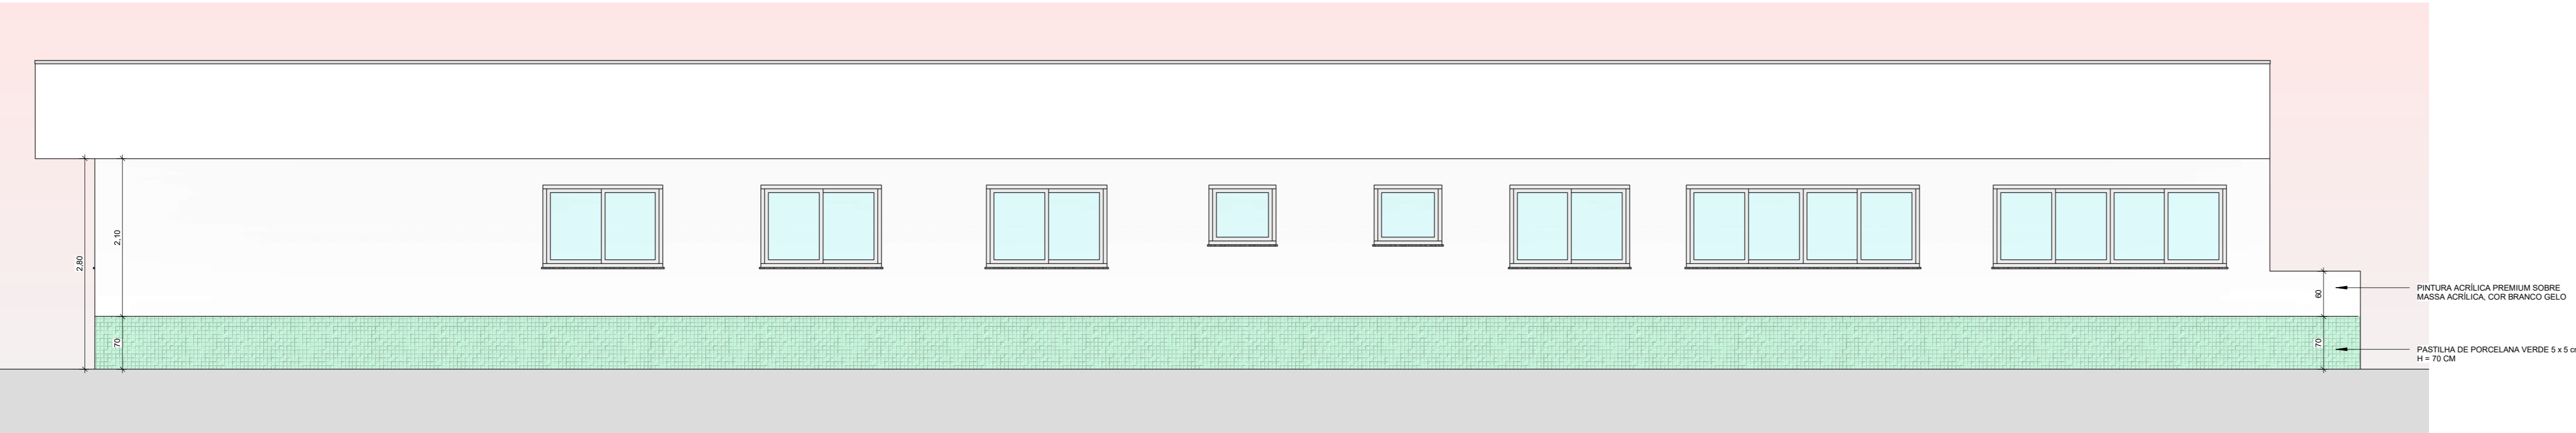 2,80
2,10
70
60
70
PINTURA ACRÍLICA PREMIUM SOBRE
MASSA ACRÍLICA, COR BRANCO GELO
PASTILHA DE PORCELANA VERDE 5 x 5 c
H = 70 CM